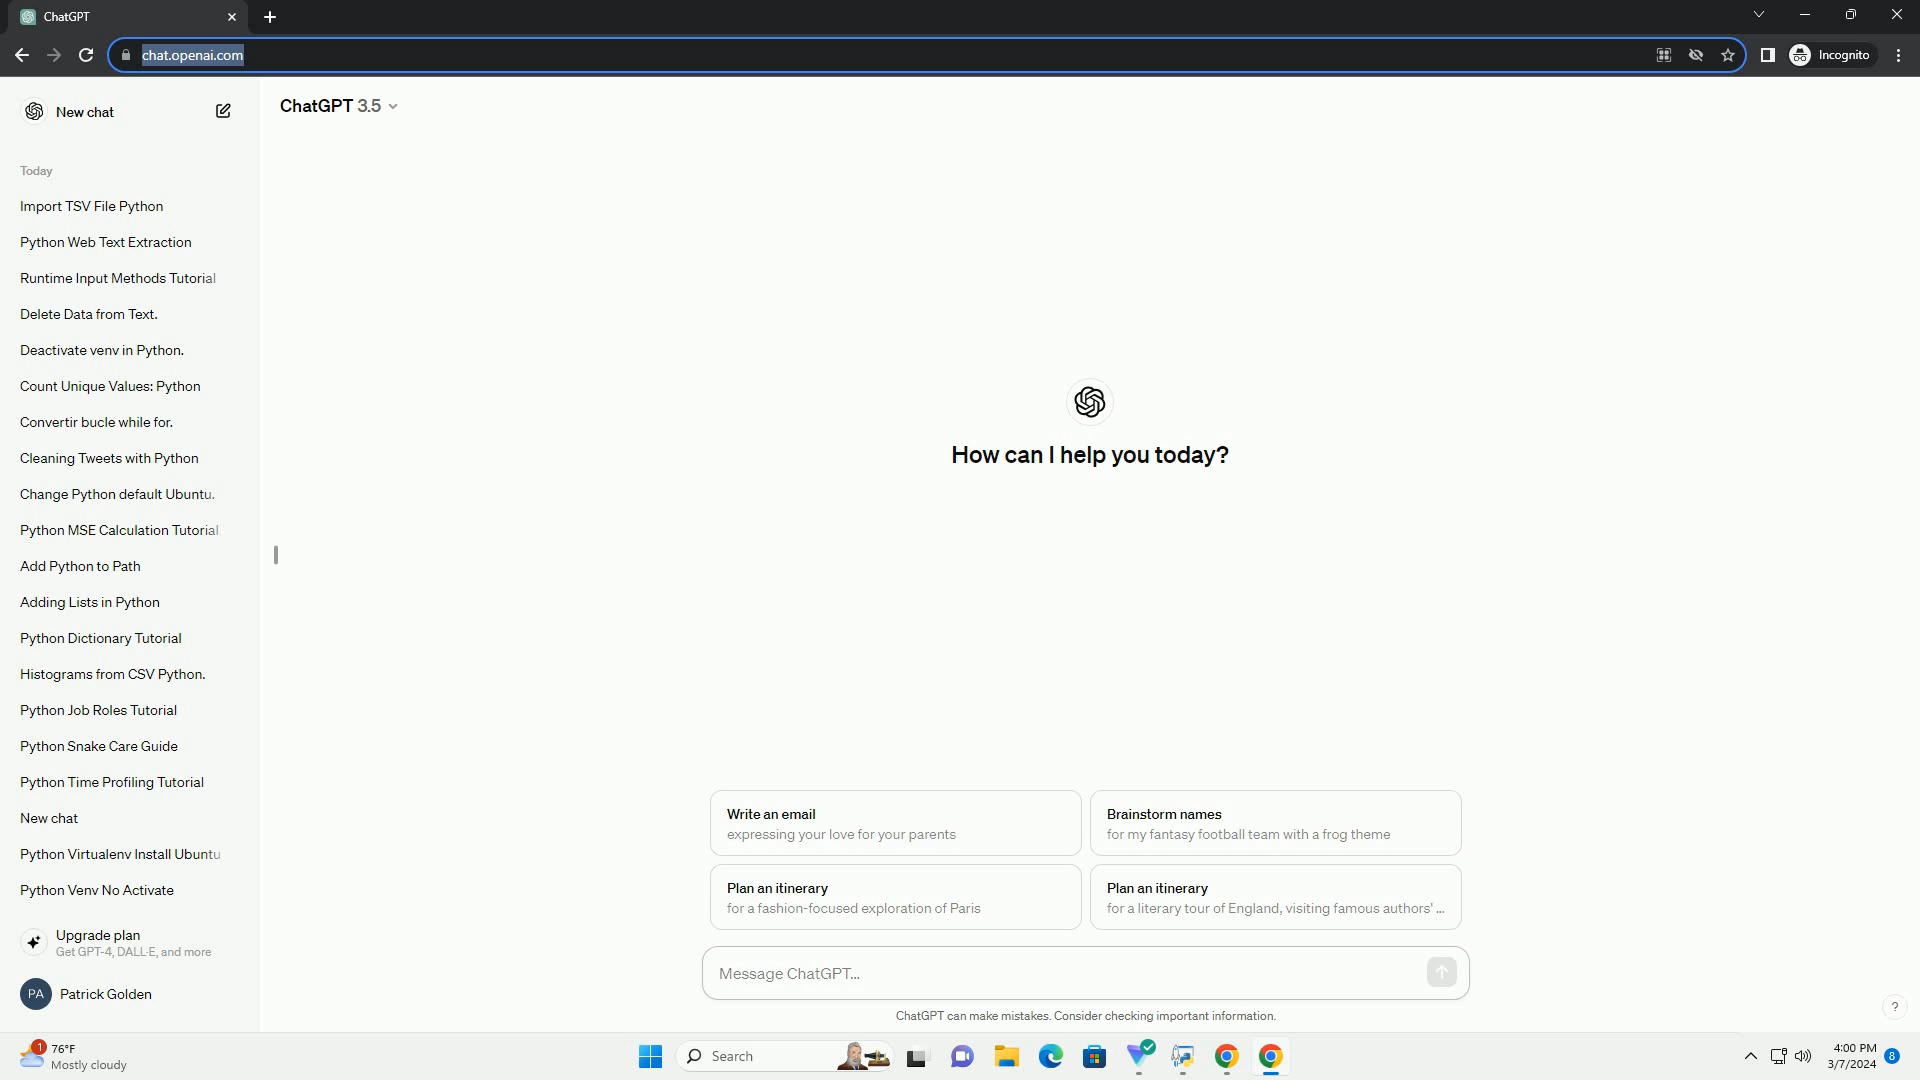 ChatGPT
chat.openai.com
Incognito
New chat
ChatGPT 3.5
Today
Import TSV File Python
Python Web Text Extraction
Runtime Input Methods Tutorial
Delete Data from Text.
Deactivate venv in Python.
Count Unique Values: Python
Convertir bucle while for.
Cleaning Tweets with Python
Change Python default Ubuntu.
Python MSE Calculation Tutorial
Add Python to Path
Adding Lists in Python
Python Dictionary Tutorial
Histograms from CSV Python.
Python Job Roles Tutorial
Python Snake Care Guide
Python Time Profiling Tutorial
New chat
Python Virtualenv Install Ubuntu
Python Venv No Activate
Upgrade plan
Get GPT-4, DALL·E, and more
PA Patrick Golden
How can I help you today?
Write an email
expressing your love for your parents
Brainstorm names
for my fantasy football team with a frog theme
Plan an itinerary
for a fashion-focused exploration of Paris
Plan an itinerary
for a literary tour of England, visiting famous authors' ...
Message ChatGPT...
ChatGPT can make mistakes. Consider checking important information.
?
1
76°F
Mostly cloudy
Search
4:00 PM
3/7/2024
8